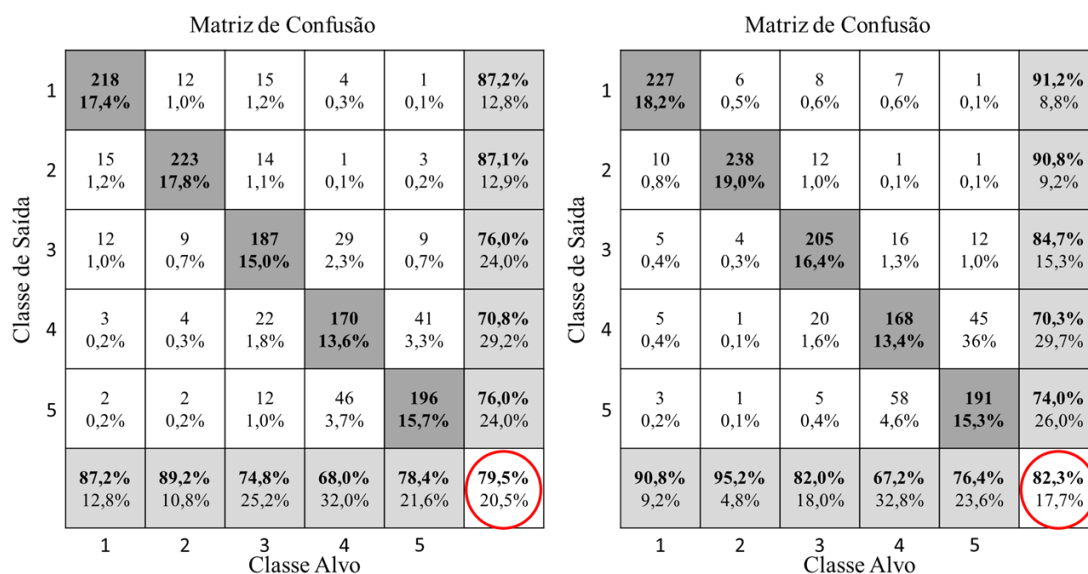 Matriz de Confusão
Classe de Saída
1
218 12 15 4 1 87,2%
17,4% 1,0% 1,2% 0,3% 0,1% 12,8%
2
15 223 14 1 3 87,1%
1,2% 17,8% 1,1% 0,1% 0,2% 12,9%
3
12 9 187 29 9 76,0%
1,0% 0,7% 15,0% 2,3% 0,7% 24,0%
4
3 4 22 170 41 70,8%
0,2% 0,3% 1,8% 13,6% 3,3% 29,2%
5
2 2 12 46 196 76,0%
0,2% 0,2% 1,0% 3,7% 15,7% 24,0%
87,2% 89,2% 74,8% 68,0% 78,4% 79,5%
12,8% 10,8% 25,2% 32,0% 21,6% 20,5%
1 2 3 4 5
Classe Alvo
Matriz de Confusão
Classe de Saída
1
227 6 8 7 1 91,2%
18,2% 0,5% 0,6% 0,6% 0,1% 8,8%
2
10 238 12 1 1 90,8%
0,8% 19,0% 1,0% 0,1% 0,1% 9,2%
3
5 4 205 16 12 84,7%
0,4% 0,3% 16,4% 1,3% 1,0% 15,3%
4
5 1 20 168 45 70,3%
0,4% 0,1% 1,6% 13,4% 36% 29,7%
5
3 1 5 58 191 74,0%
0,2% 0,1% 0,4% 4,6% 15,3% 26,0%
90,8% 95,2% 82,0% 67,2% 76,4% 82,3%
9,2% 4,8% 18,0% 32,8% 23,6% 17,7%
1 2 3 4 5
Classe Alvo